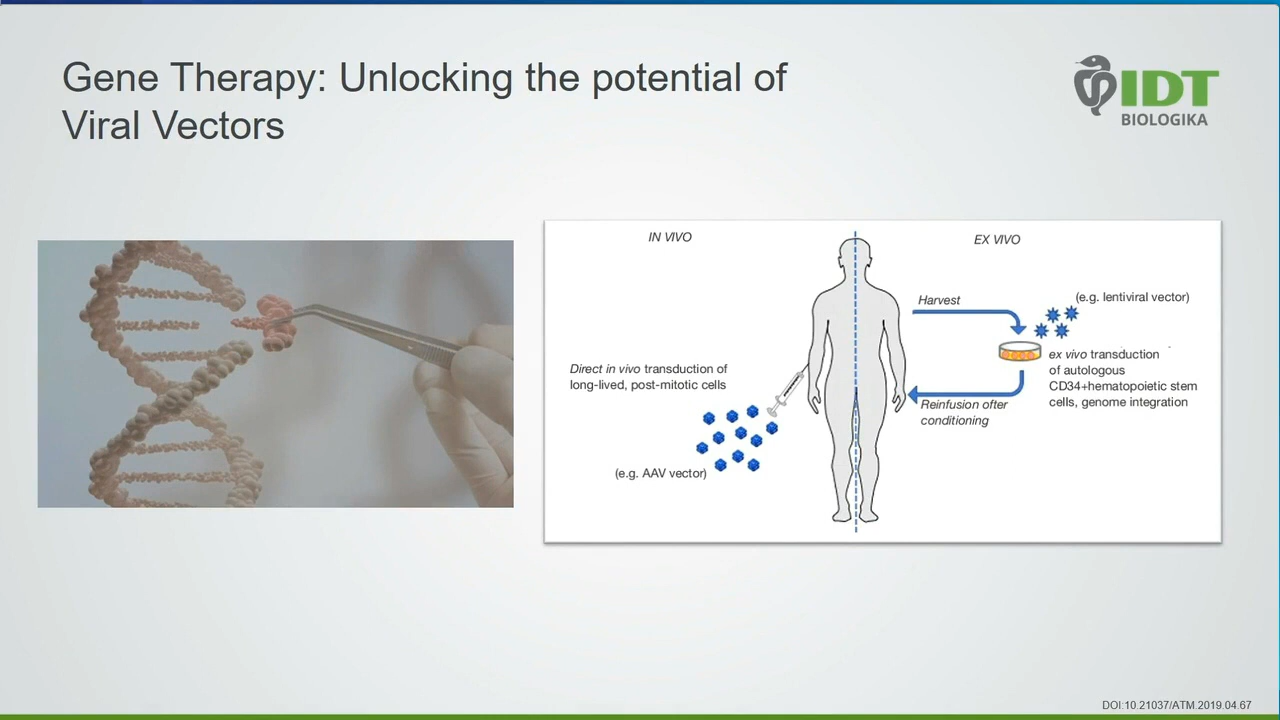 Gene Therapy: Unlocking the potential of
Viral Vectors
IDT
BIOLOGIKA
IN VIVO
EX VIVO
Harvest
(e.g. lentiviral vector)
ex vivo transduction
of autologous
CD34+hematopoietic stem
cells, genome integration
Direct in vivo transduction of
long-lived, post-mitotic cells
Reinfusion ofter
conditioning
(e.g. AAV vector)
DOI:10.21037/ATM.2019.04.67